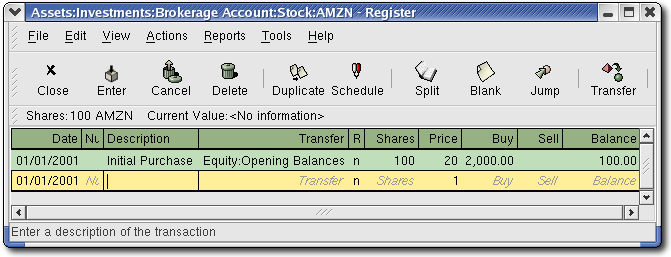 Assets:Investments:Brokerage Account:Stock:AMZN - Register
File Edit View Actions Reports Tools Help
Close Enter Cancel Delete Duplicate Schedule Split Blank Jump Transfer
Shares:100 AMZN Current Value:<No information>
Date Nu Description Transfer R Shares Price Buy Sell Balance
01/01/2001 Initial Purchase Equity:Opening Balances n 100 20 2,000.00 100.00
01/01/2001 Nu Transfer n Shares 1 Buy Sell Balance
Enter a description of the transaction